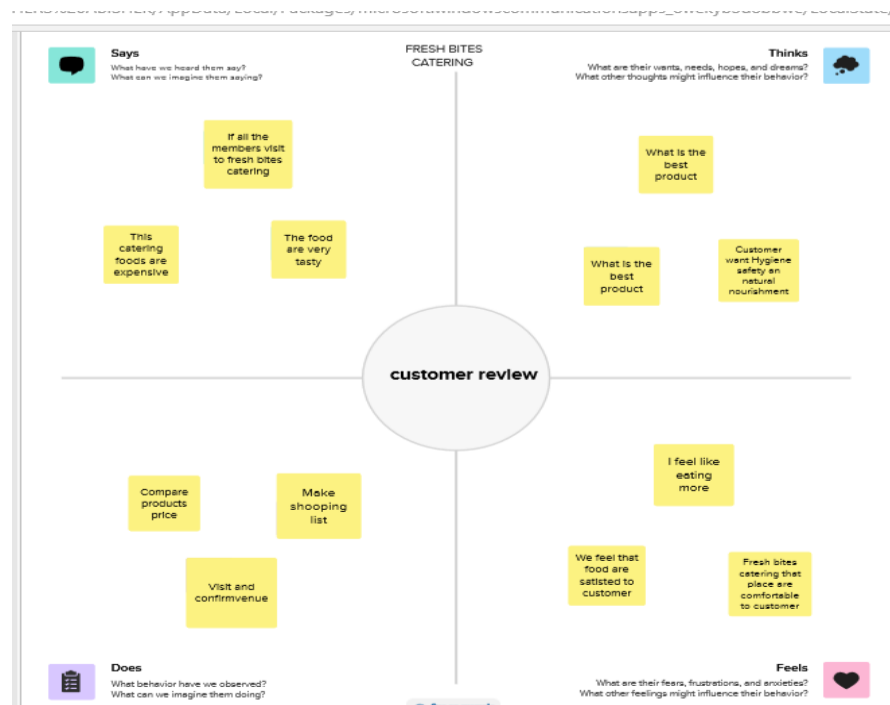 Says
What have we heard them say?
What can we imagine them saying?
FRESH BITES
CATERING
Thinks
What are their wants, needs, hopes, and dreams?
What other thoughts might influence their behavior?
If all the
members visit
to fresh bites
catering
This
catering
foods are
expensive
The food
are very
tasty
What is the
best
product
What is the
best
product
Customer
want Hygiene
safety an
natural
nourishment
customer review
Compare
products
price
Make
shooping
list
Visit and
confirmvenue
I feel like
eating
more
We feel that
food are
satisted to
customer
Fresh bites
catering that
place are
comfortable
to customer
Does
What behavior have we observed?
What can we imagine them doing?
Feels
What are their fears, frustrations, and anxieties?
What other feelings might influence their behavior?